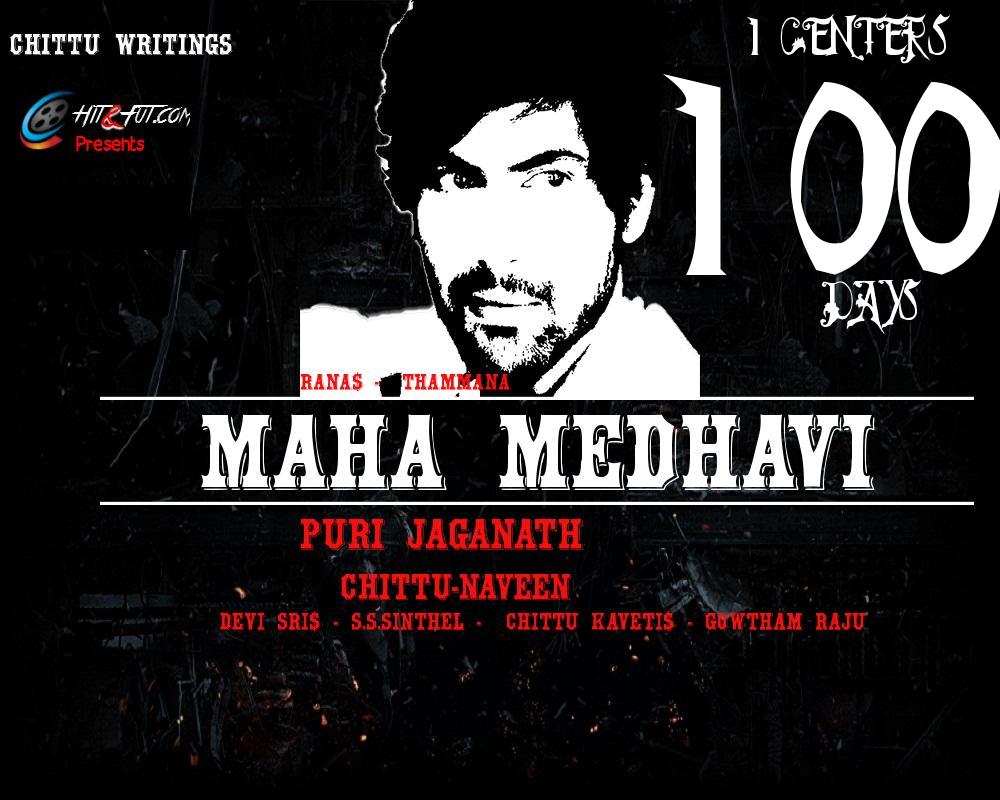 CHITTU WRITINGS
1 CENTERS
HIT&FUT.COM
Presents
100
DAYS
RANA$ - THAMMANA
MAHA MEDHAVI
PURI JAGANATH
CHITTU-NAVEEN
DEVI SRI$ - S.S.SINTHEL - CHITTU KAVETI$ - GOWTHAM RAJU